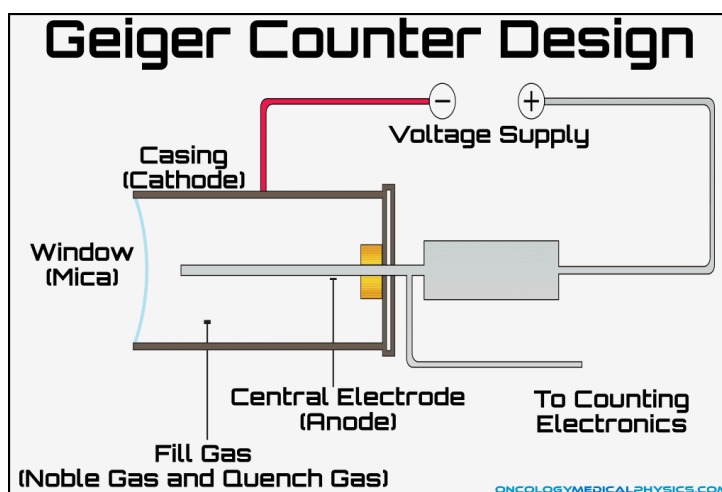 Geiger Counter Design
− +
Voltage Supply
Casing
(Cathode)
Window
(Mica)
Central Electrode
(Anode)
To Counting
Electronics
Fill Gas
(Noble Gas and Quench Gas)
ONCOLOGYMEDICALPHYSICS.COM